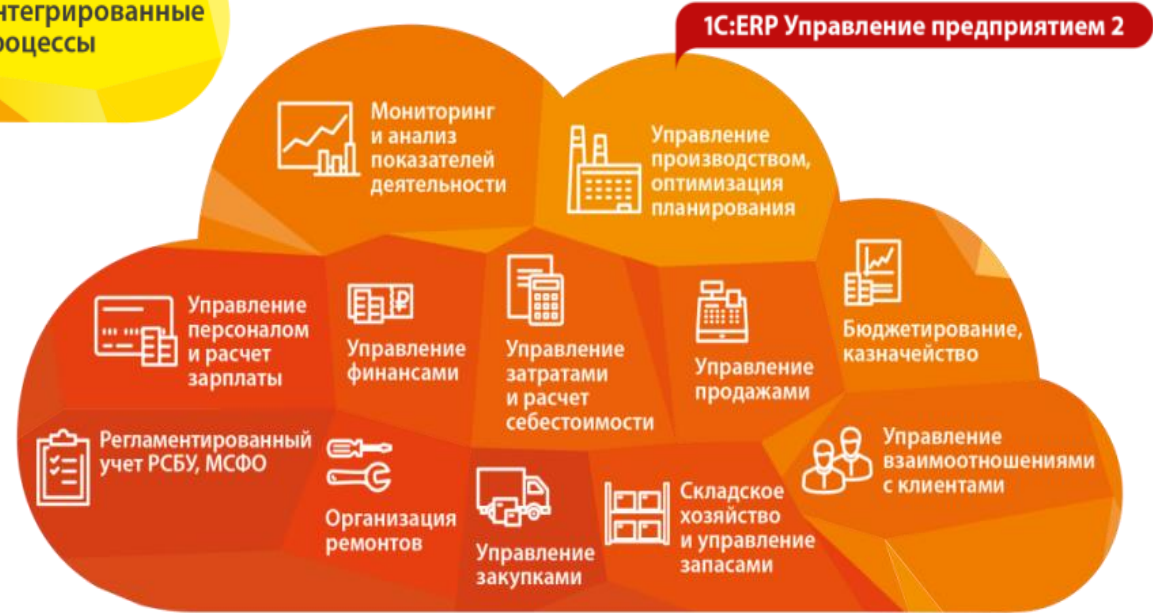 нтегрированные
роцессы
1С:ERP Управление предприятием 2
Мониторинг
и анализ
показателей
деятельности
Управление
производством,
оптимизация
планирования
Управление
персоналом
и расчет
зарплаты
Управление
финансами
Управление
затратами
и расчет
себестоимости
Управление
продажами
Бюджетирование,
казначейство
Регламентированный
учет РСБУ, МСФО
Организация
ремонтов
Управление
закупками
Складское
хозяйство
и управление
запасами
Управление
взаимоотношениями
с клиентами